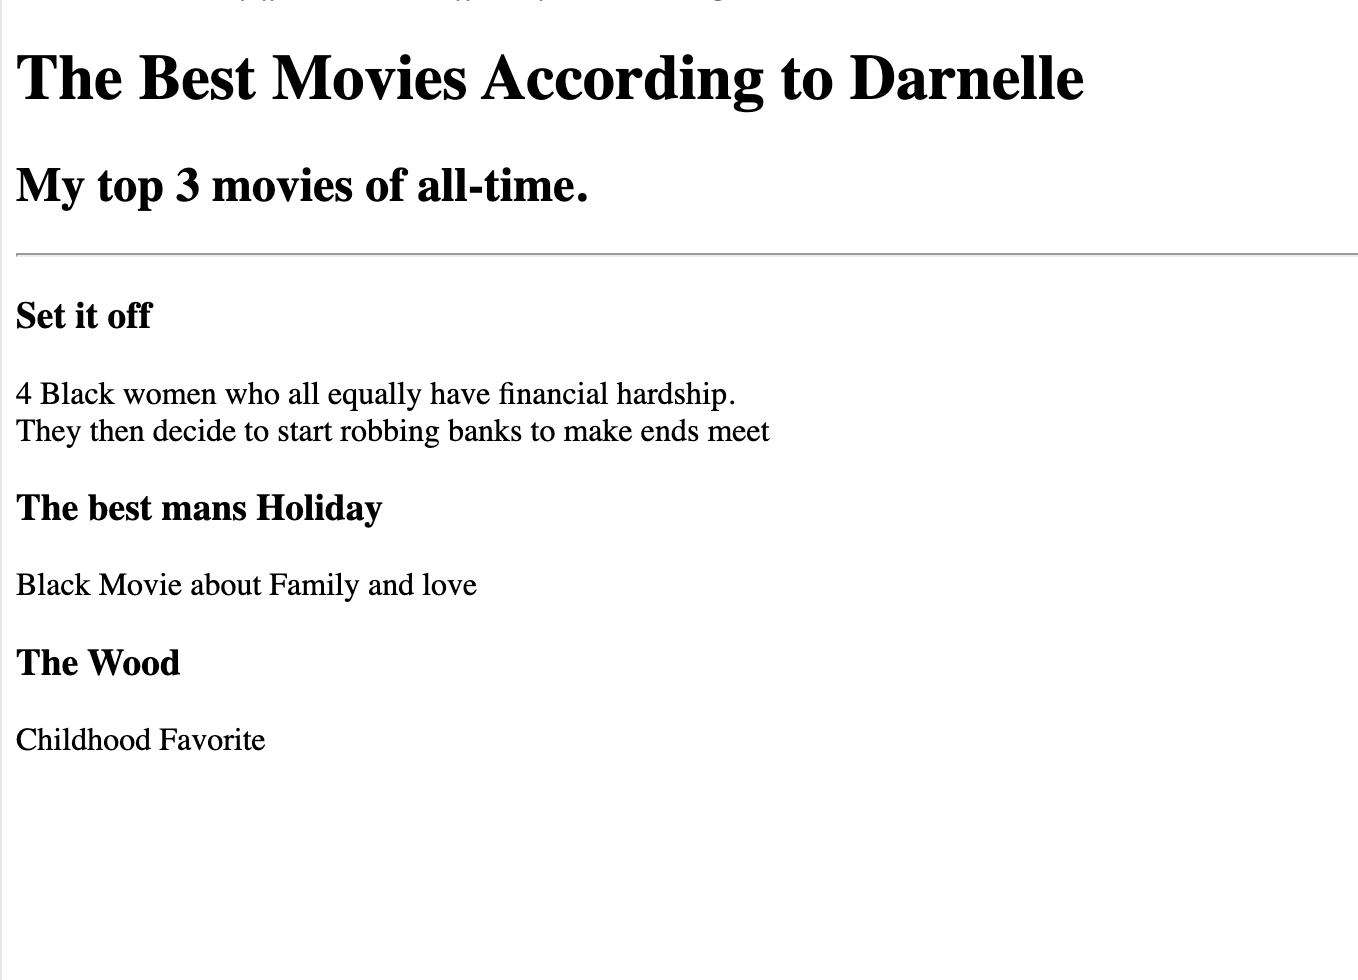 The Best Movies According to Darnelle
My top 3 movies of all-time.
Set it off
4 Black women who all equally have financial hardship.
They then decide to start robbing banks to make ends meet
The best mans Holiday
Black Movie about Family and love
The Wood
Childhood Favorite